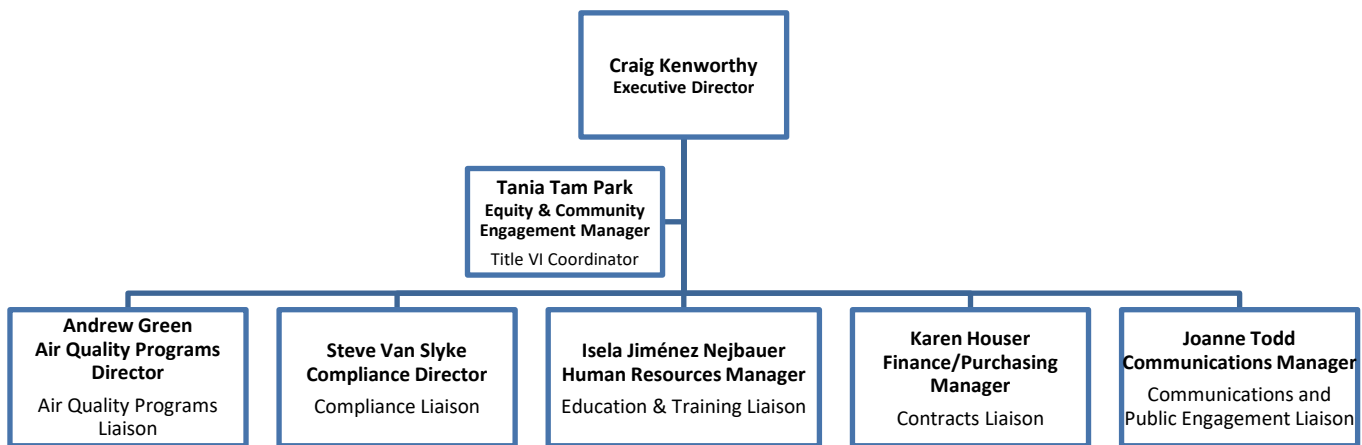 Craig Kenworthy
Executive Director
Tania Tam Park
Equity & Community
Engagement Manager
Title VI Coordinator
Andrew Green
Air Quality Programs
Director
Air Quality Programs
Liaison
Steve Van Slyke
Compliance Director
Compliance Liaison
Isela Jiménez Nejbauer
Human Resources Manager
Education & Training Liaison
Karen Houser
Finance/Purchasing
Manager
Contracts Liaison
Joanne Todd
Communications Manager
Communications and
Public Engagement Liaison